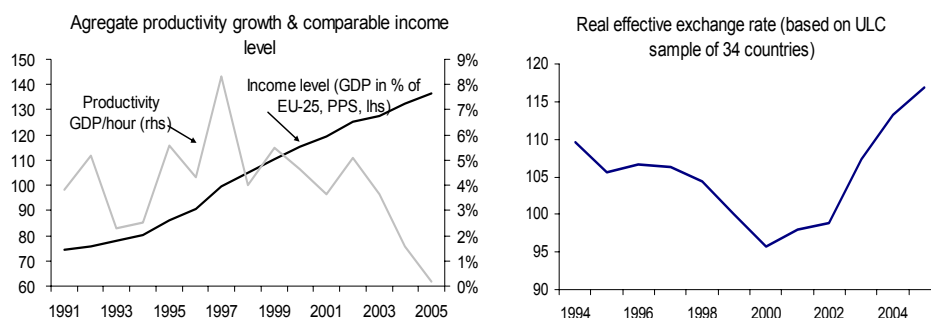 Agregate productivity growth & comparable income
level
150
140
130
120
110
100
90
80
70
60
9%
8%
7%
6%
5%
4%
3%
2%
1%
0%
Productivity
GDP/hour (rhs)
Income level (GDP in % of
EU-25, PPS, lhs)
1991 1993 1995 1997 1999 2001 2003 2005
Real effective exchange rate (based on ULC
sample of 34 countries)
120
115
110
105
100
95
90
1994 1996 1998 2000 2002 2004